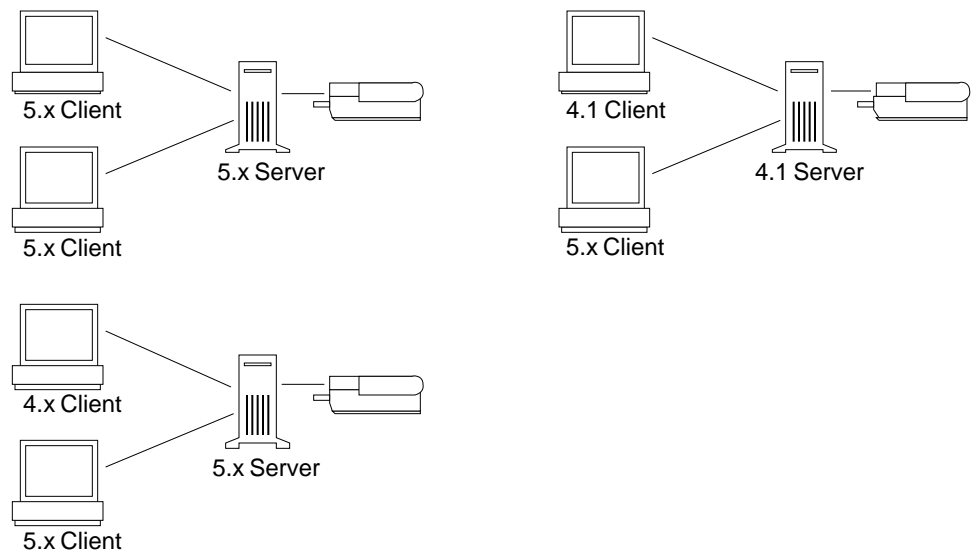 5.x Client
5.x Server
5.x Client
4.1 Client
4.1 Server
5.x Client
4.x Client
5.x Server
5.x Client